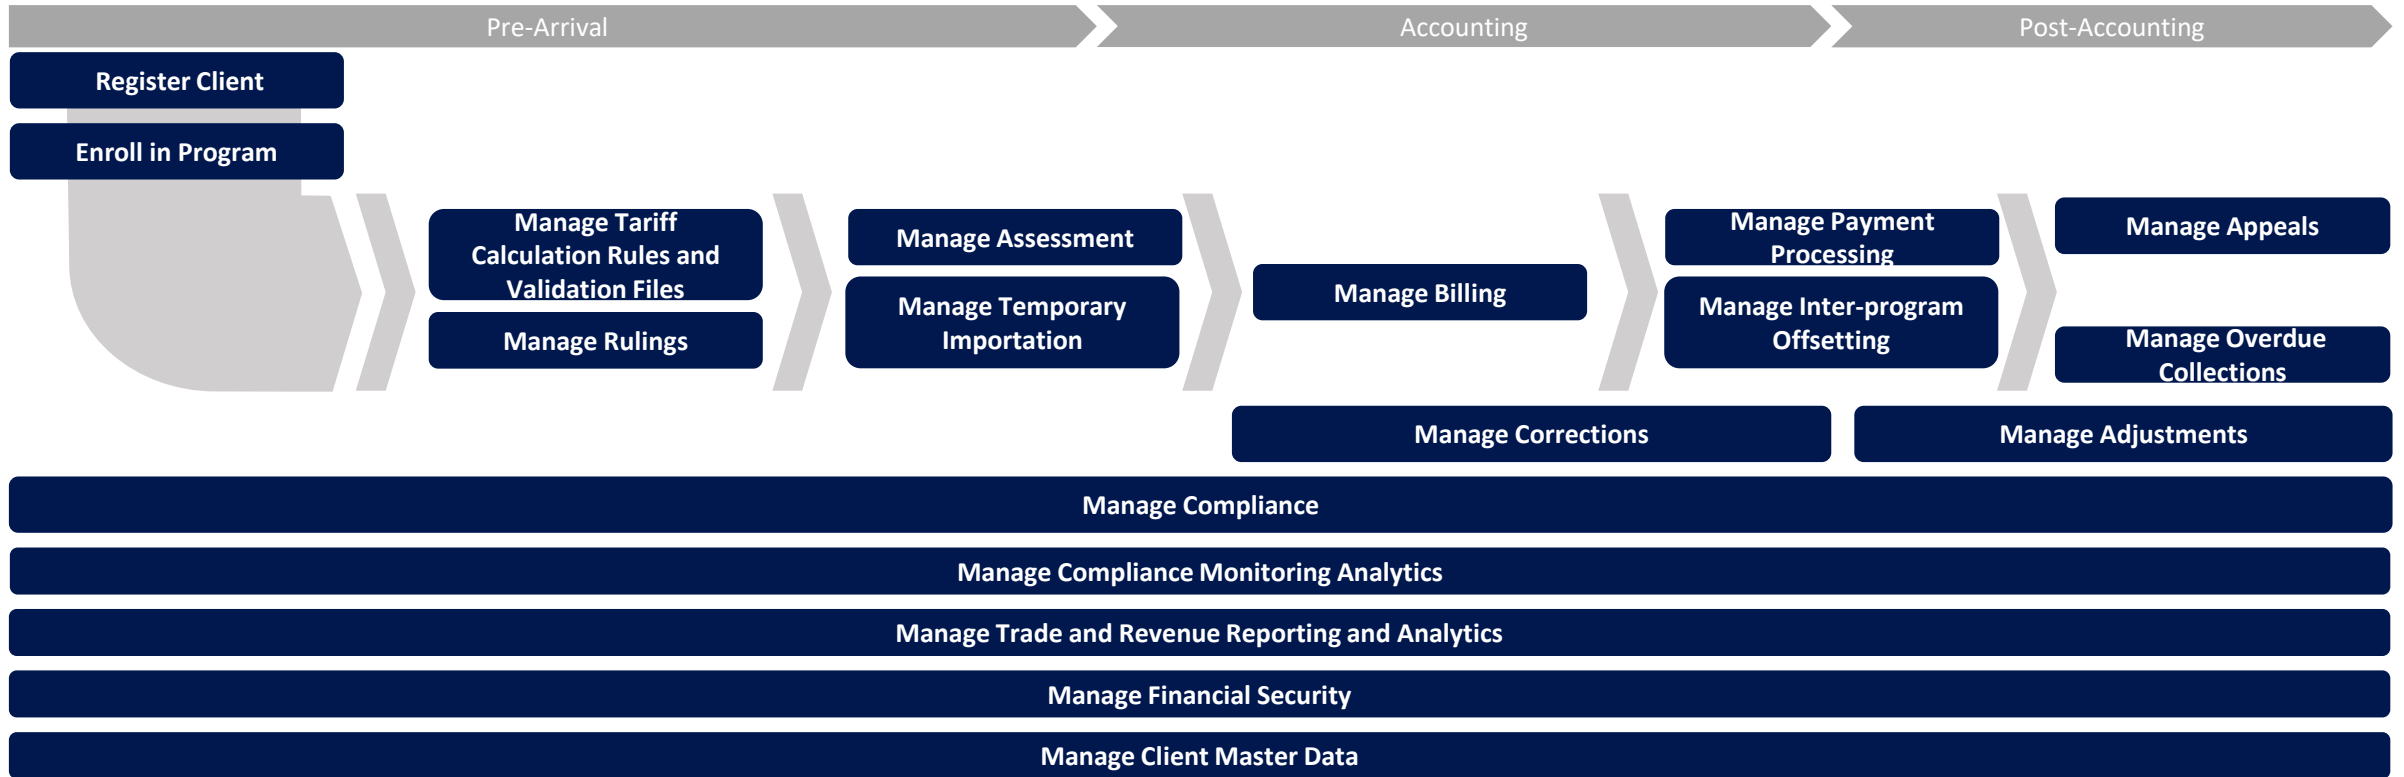 Pre-Arrival
Accounting
Post-Accounting
Register Client
Enroll in Program
Manage Tariff
Calculation Rules and
Validation Files
Manage Rulings
Manage Assessment
Manage Temporary
Importation
Manage Billing
Manage Payment
Processing
Manage Inter-program
Offsetting
Manage Appeals
Manage Overdue
Collections
Manage Corrections
Manage Adjustments
Manage Compliance
Manage Compliance Monitoring Analytics
Manage Trade and Revenue Reporting and Analytics
Manage Financial Security
Manage Client Master Data